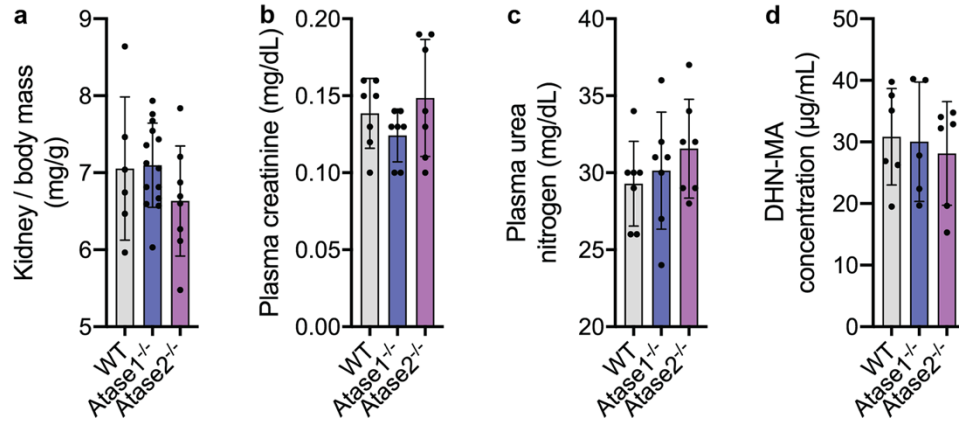 a
Kidney / body mass
(mg/g)
9
8
7
6
5
WT
Atase1-/-
Atase2-/-
b
Plasma creatinine (mg/dL)
0.20
0.15
0.10
0.05
0.00
WT
Atase1-/-
Atase2-/-
c
Plasma urea
nitrogen (mg/dL)
40
35
30
25
20
WT
Atase1-/-
Atase2-/-
d
DHN-MA
concentration (µg/mL)
50
40
30
20
10
0
WT
Atase1-/-
Atase2-/-